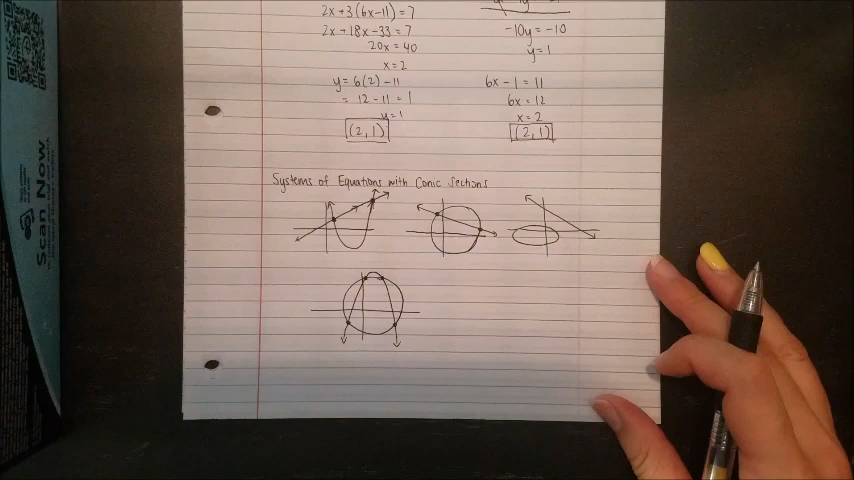 2x+3(6x-11)=7
2x+18x-33=7
20x=40
x=2
y=6(2)-11
=12-11=1
y=1
(2,1)
-10y=-10
y=1
6x-1=11
6x=12
x=2
(2,1)
Systems of Equations with Conic Sections
Scan Now